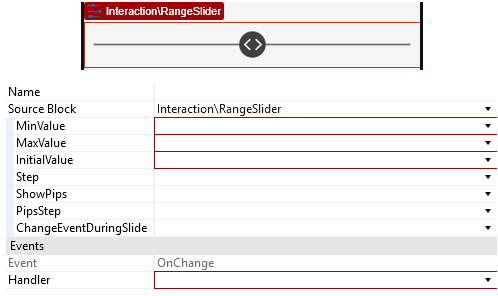 Interaction\RangeSlider
Name
Source Block Interaction\RangeSlider
MinValue
MaxValue
InitialValue
Step
ShowPips
PipsStep
ChangeEventDuringSlide
Events
Event OnChange
Handler